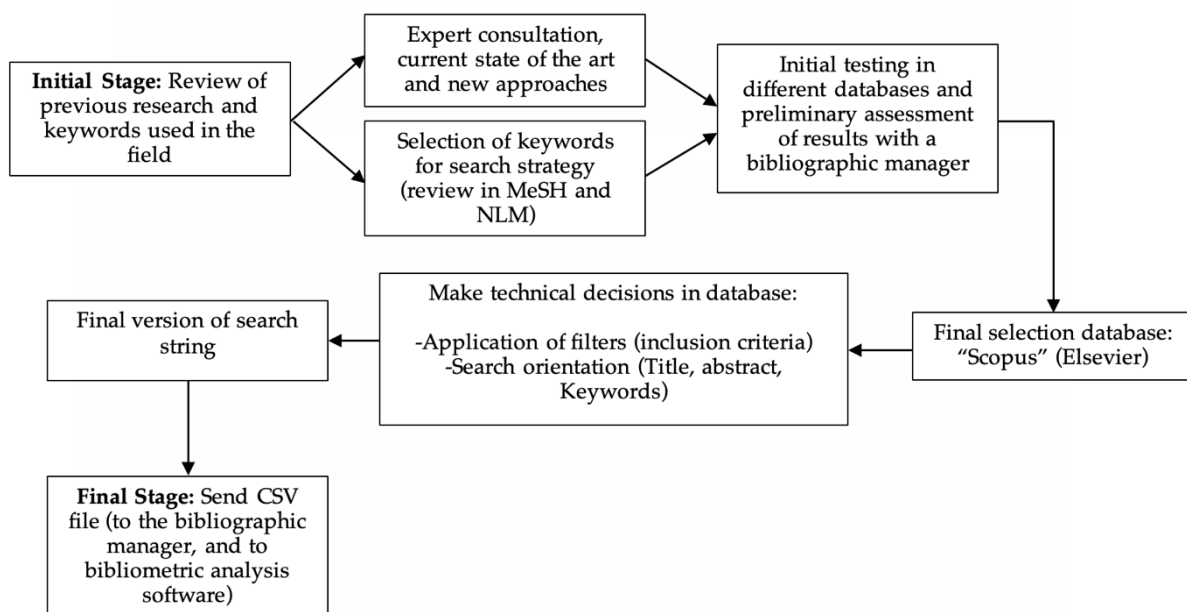 Initial Stage: Review of
previous research and
keywords used in the
field
Expert consultation,
current state of the art
and new approaches
Selection of keywords
for search strategy
(review in MeSH and
NLM)
Initial testing in
different databases and
preliminary assessment
of results with a
bibliographic manager
Final selection database:
“Scopus” (Elsevier)
Make technical decisions in database:
-Application of filters (inclusion criteria)
-Search orientation (Title, abstract,
Keywords)
Final version of search
string
Final Stage: Send CSV
file (to the bibliographic
manager, and to
bibliometric analysis
software)